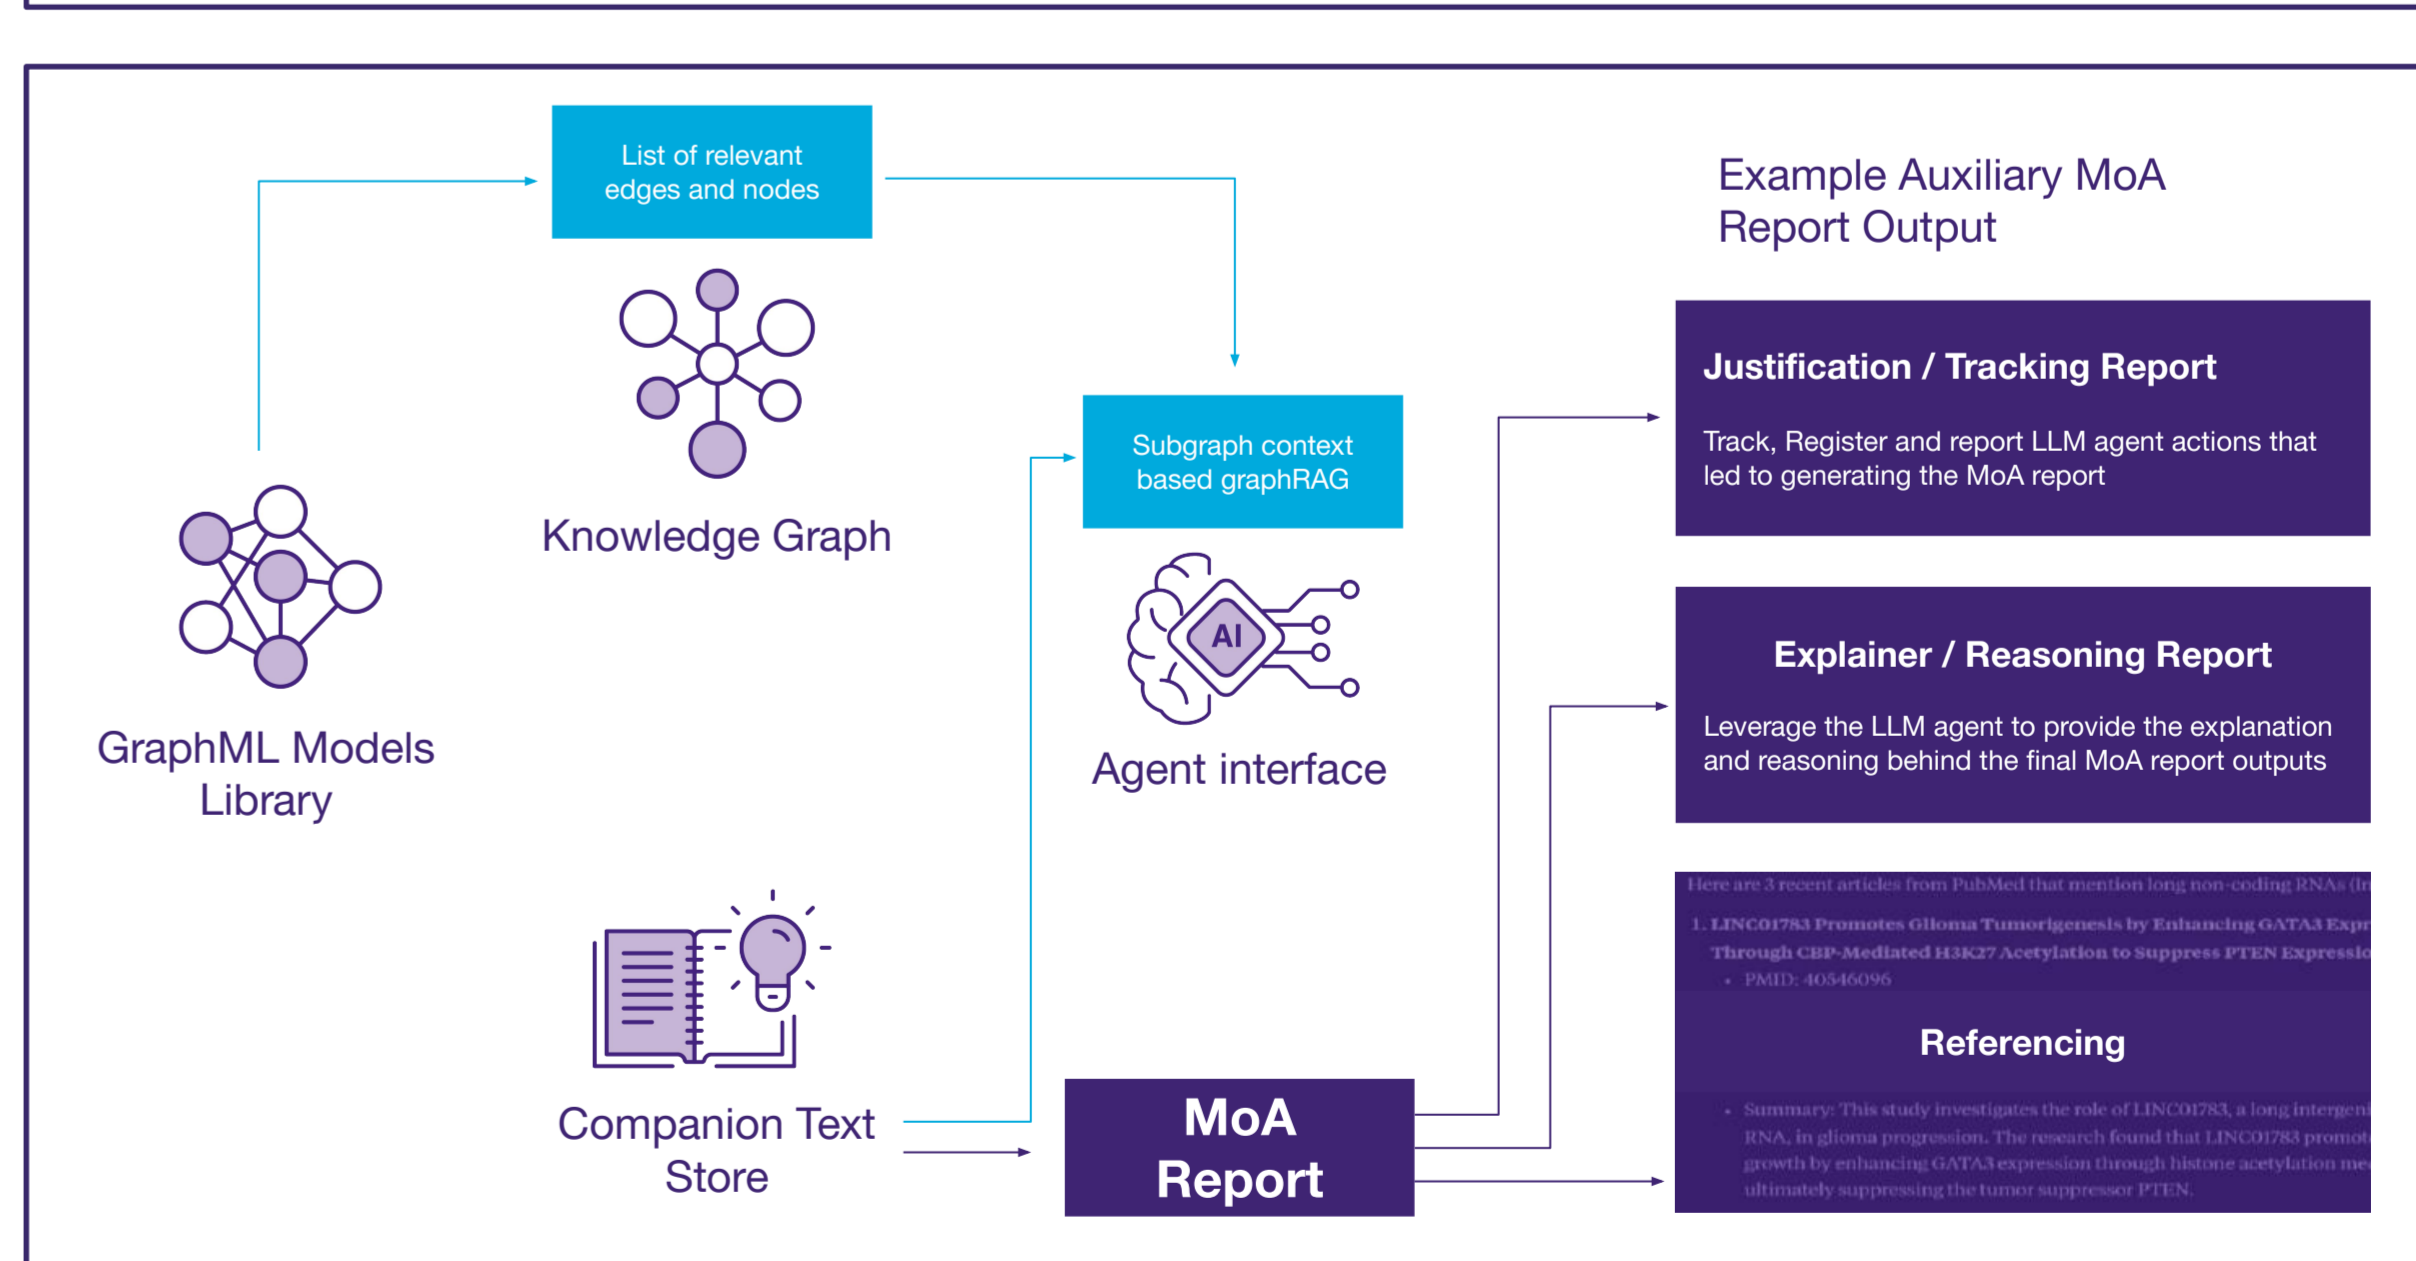 List of relevant
edges and nodes
Knowledge Graph
GraphML Models
Library
Subgraph context
based graphRAG
AI
Agent interface
Companion Text
Store
MoA
Report
Example Auxiliary MoA
Report Output
Justification / Tracking Report
Track, Register and report LLM agent actions that
led to generating the MoA report
Explainer / Reasoning Report
Leverage the LLM agent to provide the explanation
and reasoning behind the final MoA report outputs
Here are 3 recent articles from PubMed that mention long non-coding RNAs
1. LINC01783 Promotes Glioma Tumorigenesis by Enhancing GATA3
Through CBP-Mediated H3K27 Acetylation to Suppress PTEN
• PMID: 40546096
Referencing
• Summary: This study investigates the role of LINC01783, a long
RNA, in glioma progression. The research found that LINC01783
growth by enhancing GATA3 expression through histone acetylation
ultimately suppressing the tumor suppressor PTEN.